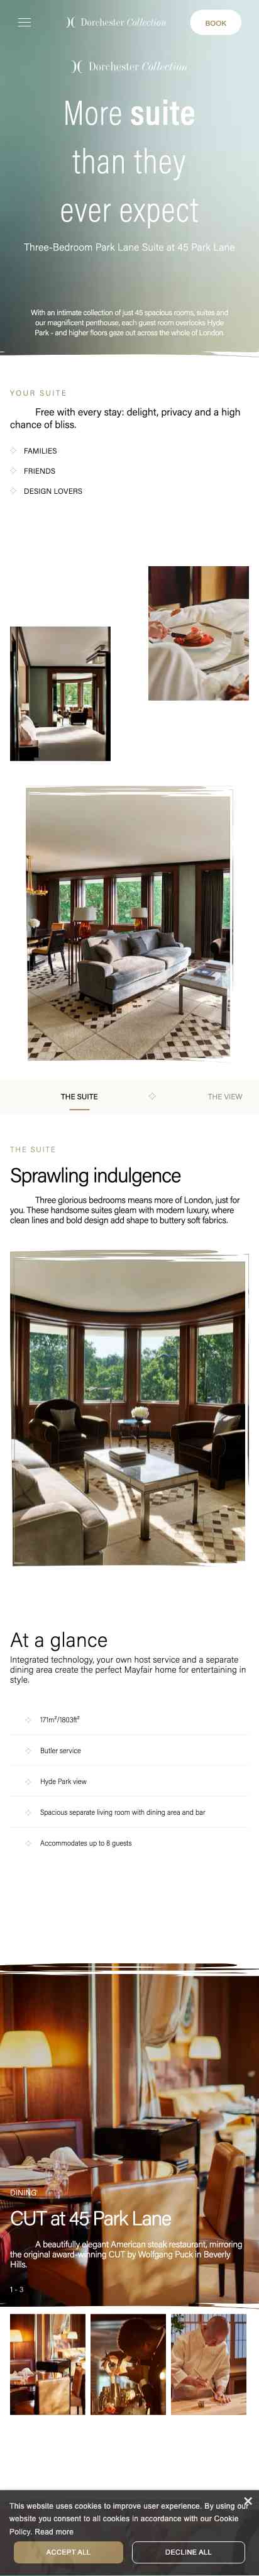 Dorchester Collection
BOOK
Dorchester Collection
More suite
than they
ever expect
Three-Bedroom Park Lane Suite at 45 Park Lane
With an intimate collection of just 45 spacious rooms, suites and
our magnificent penthouse, each guest room overlooks Hyde
Park - and higher floors gaze out across the whole of London.
YOUR SUITE
Free with every stay: delight, privacy and a high
chance of bliss.
FAMILIES
FRIENDS
DESIGN LOVERS
THE SUITE
THE VIEW
THE SUITE
Sprawling indulgence
Three glorious bedrooms means more of London, just for
you. These handsome suites gleam with modern luxury, where
clean lines and bold design add shape to buttery soft fabrics.
At a glance
Integrated technology, your own host service and a separate
dining area create the perfect Mayfair home for entertaining in
style.
171m²/1803ft²
Butler service
Hyde Park view
Spacious separate living room with dining area and bar
Accommodates up to 8 guests
DINING
CUT at 45 Park Lane
A beautifully elegant American steak restaurant, mirroring
the original award-winning CUT by Wolfgang Puck in Beverly
Hills.
1 - 3
This website uses cookies to improve user experience. By using our
website you consent to all cookies in accordance with our Cookie
Policy. Read more
ACCEPT ALL
DECLINE ALL